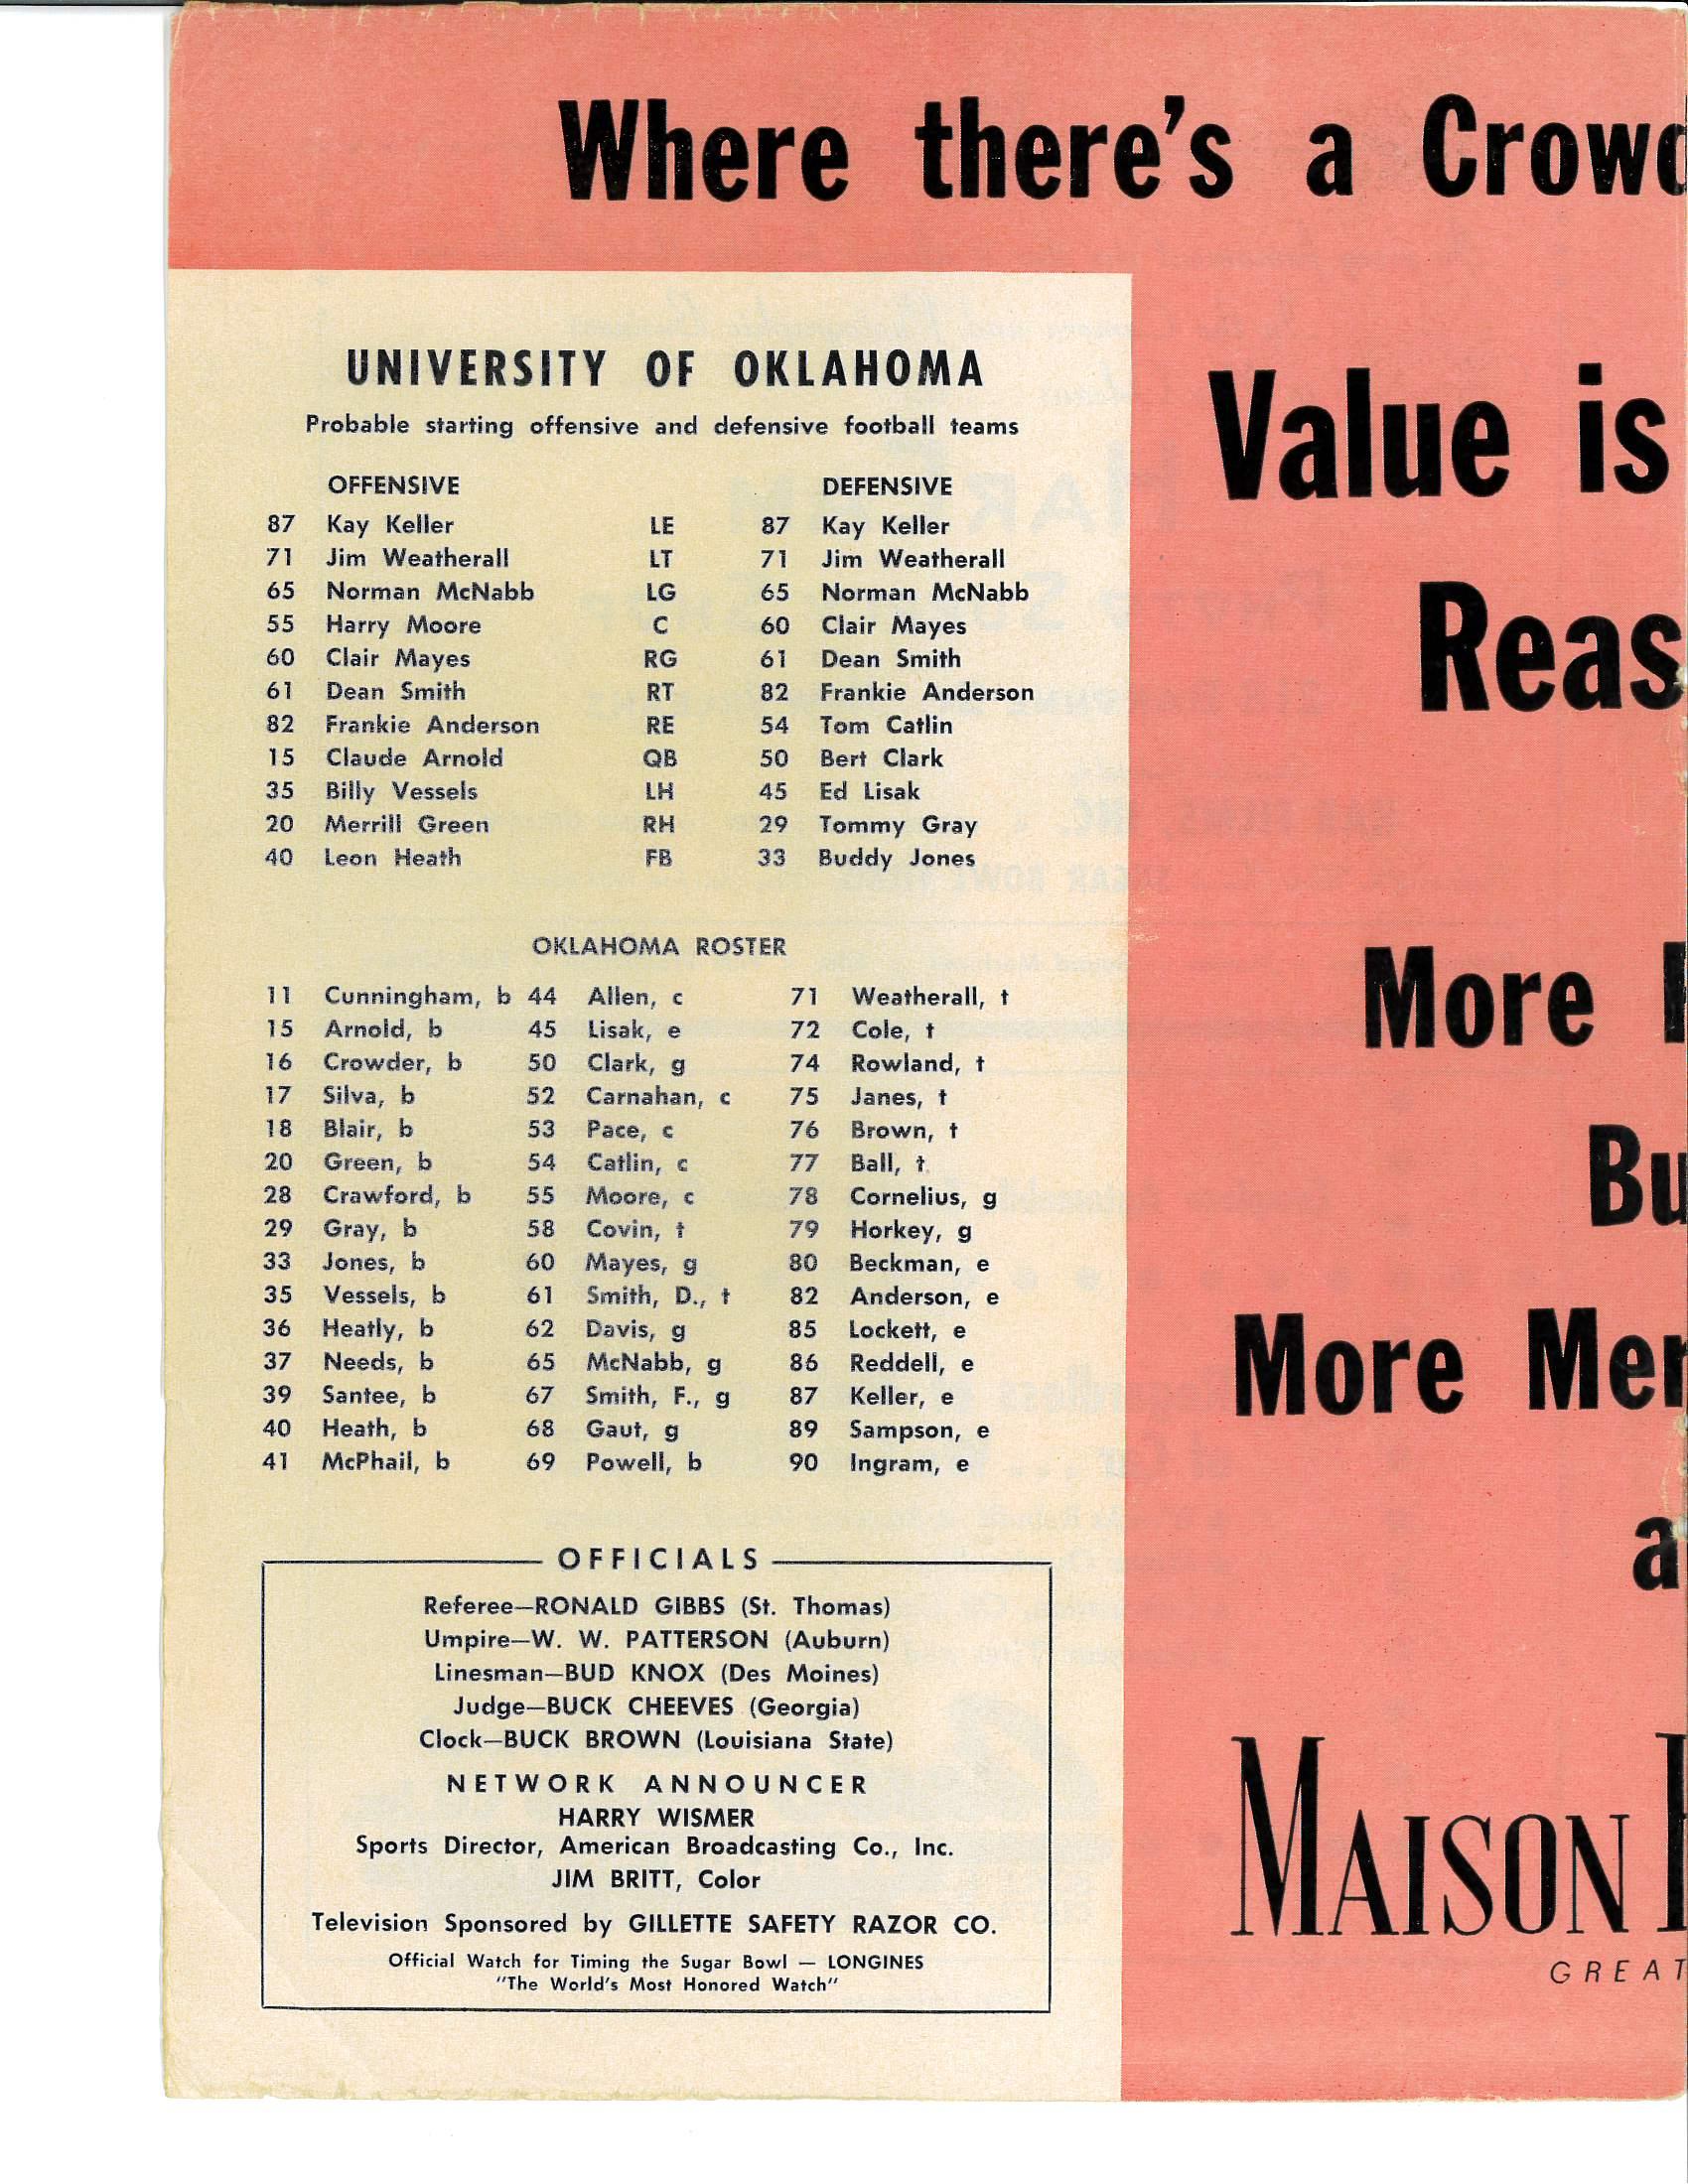 Where there's a Crowd
UNIVERSITY OF OKLAHOMA
Probable starting offensive and defensive football teams
OFFENSIVE DEFENSIVE
87 Kay Keller LE 87 Kay Keller
71 Jim Weatherall LT 71 Jim Weatherall
65 Norman McNabb LG 65 Norman McNabb
55 Harry Moore C 60 Clair Mayes
60 Clair Mayes RG 61 Dean Smith
61 Dean Smith RT 82 Frankie Anderson
82 Frankie Anderson RE 54 Tom Catlin
15 Claude Arnold QB 50 Bert Clark
35 Billy Vessels LH 45 Ed Lisak
20 Merrill Green RH 29 Tommy Gray
40 Leon Heath FB 33 Buddy Jones
OKLAHOMA ROSTER
11 Cunningham, b 44 Allen, c 71 Weatherall, t
15 Arnold, b 45 Lisak, e 72 Cole, t
16 Crowder, b 50 Clark, g 74 Rowland, t
17 Silva, b 52 Carnahan, c 75 Janes, t
18 Blair, b 53 Pace, c 76 Brown, t
20 Green, b 54 Catlin, c 77 Ball, t
28 Crawford, b 55 Moore, c 78 Cornelius, g
29 Gray, b 58 Covin, t 79 Horkey, g
33 Jones, b 60 Mayes, g 80 Beckman, e
35 Vessels, b 61 Smith, D., t 82 Anderson, e
36 Heatly, b 62 Davis, g 85 Lockett, e
37 Needs, b 65 McNabb, g 86 Reddell, e
39 Santee, b 67 Smith, F., g 87 Keller, e
40 Heath, b 68 Gaut, g 89 Sampson, e
41 McPhail, b 69 Powell, b 90 Ingram, e
OFFICIALS
Referee—RONALD GIBBS (St. Thomas)
Umpire—W. W. PATTERSON (Auburn)
Linesman—BUD KNOX (Des Moines)
Judge—BUCK CHEEVES (Georgia)
Clock—BUCK BROWN (Louisiana State)
NETWORK ANNOUNCER
HARRY WISMER
Sports Director, American Broadcasting Co., Inc.
JIM BRITT, Color
Television Sponsored by GILLETTE SAFETY RAZOR CO.
Official Watch for Timing the Sugar Bowl — LONGINES
"The World's Most Honored Watch"
Value is
Reas
More
Bu
More Mer
a
MAISON
GREAT